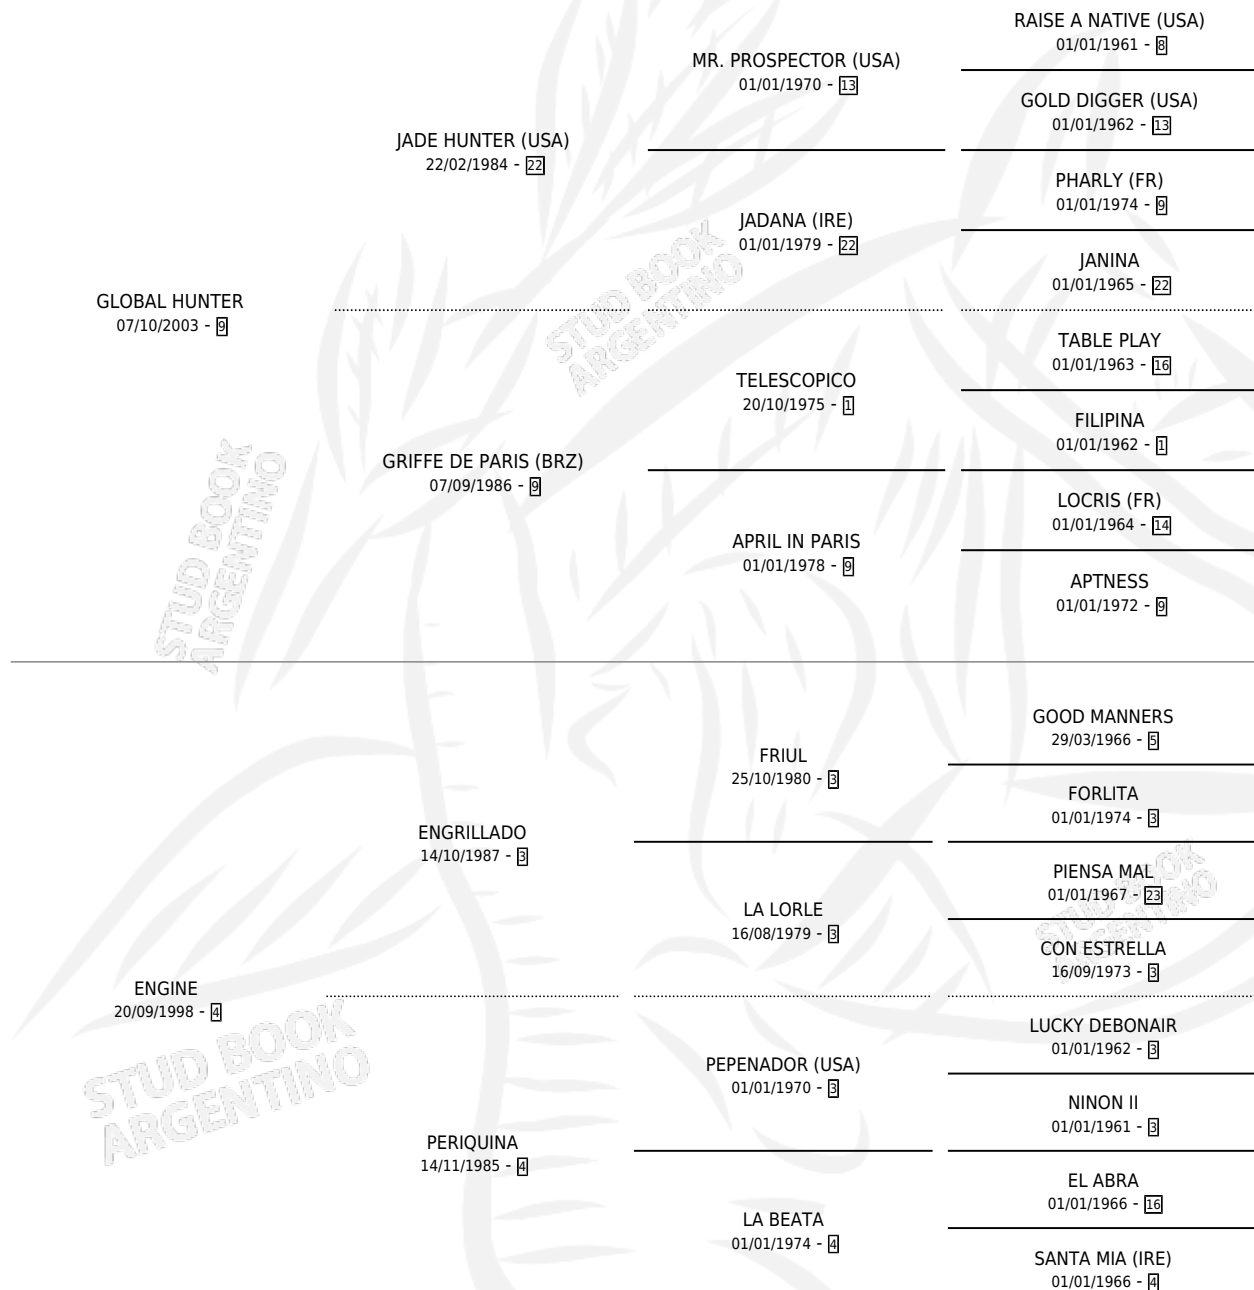 RAISE A NATIVE (USA)
01/01/1961 - 8
MR. PROSPECTOR (USA)
01/01/1970 - 13
GOLD DIGGER (USA)
01/01/1962 - 13
JADE HUNTER (USA)
22/02/1984 - 22
PHARLY (FR)
01/01/1974 - 9
JADANA (IRE)
01/01/1979 - 22
JANINA
01/01/1965 - 22
GLOBAL HUNTER
07/10/2003 - 9
TABLE PLAY
01/01/1963 - 16
TELESCOPICO
20/10/1975 - 1
FILIPINA
01/01/1962 - 1
GRIFFE DE PARIS (BRZ)
07/09/1986 - 9
LOCRIS (FR)
01/01/1964 - 14
APRIL IN PARIS
01/01/1978 - 9
APTNESS
01/01/1972 - 9
GOOD MANNERS
29/03/1966 - 5
FRIUL
25/10/1980 - 3
FORLITA
01/01/1974 - 3
ENGRILLADO
14/10/1987 - 3
PIENSA MAL
01/01/1967 - 23
LA LORLE
16/08/1979 - 3
CON ESTRELLA
16/09/1973 - 3
ENGINE
20/09/1998 - 4
LUCKY DEBONAIR
01/01/1962 - 3
PEPENADOR (USA)
01/01/1970 - 3
NINON II
01/01/1961 - 3
PERIQUINA
14/11/1985 - 4
EL ABRA
01/01/1966 - 16
LA BEATA
01/01/1974 - 4
SANTA MIA (IRE)
01/01/1966 - 4
STUD BOOK
ARGENTINO
STUD BOOK
ARGENTINO
STUD BOOK
ARGENTINO
STUD BOOK
ARGENTINO